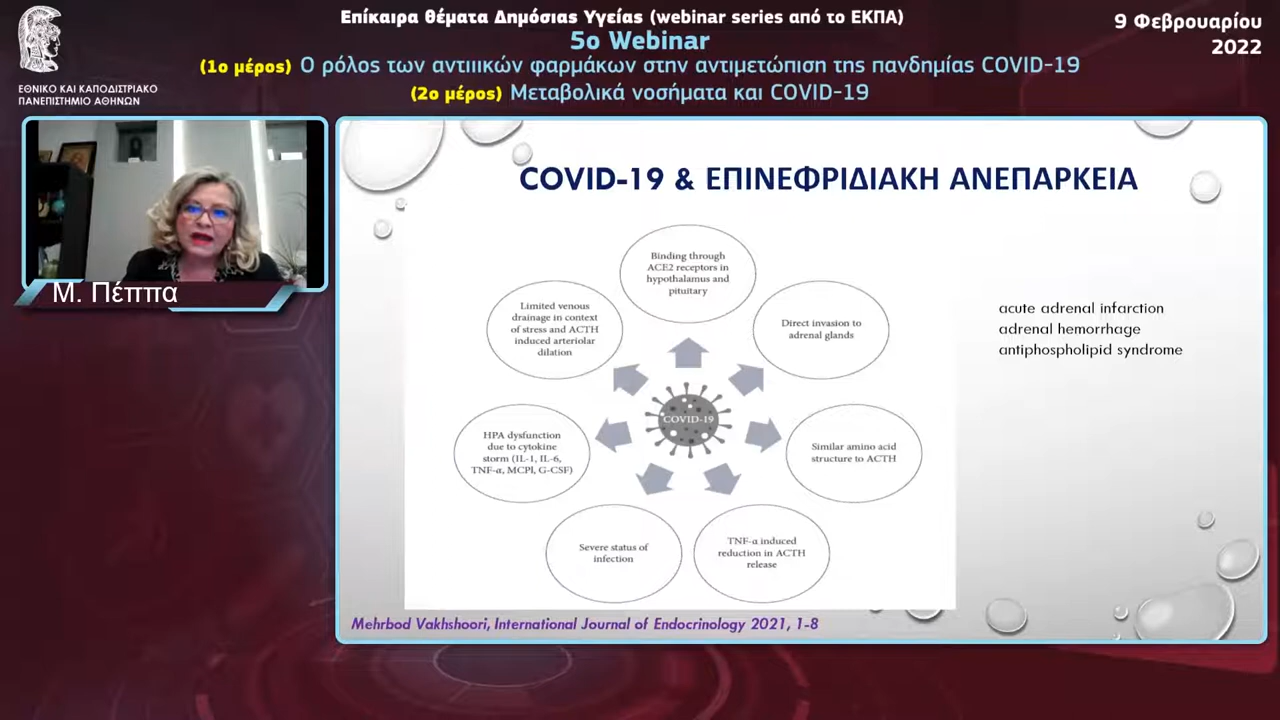 Επίκαιρα θέματα Δημόσιας Υγείας (webinar series από το ΕΚΠΑ)
5ο Webinar
(1ο μέρος) Ο ρόλος των αντιιικών φαρμάκων στην αντιμετώπιση της πανδημίας COVID-19
(2ο μέρος) Μεταβολικά νοσήματα και COVID-19
9 Φεβρουαρίου
2022
ΕΘΝΙΚΟ ΚΑΙ ΚΑΠΟΔΙΣΤΡΙΑΚΟ
ΠΑΝΕΠΙΣΤΗΜΙΟ ΑΘΗΝΩΝ
Μ. Πέππα
COVID-19 & ΕΠΙΝΕΦΡΙΔΙΑΚΗ ΑΝΕΠΑΡΚΕΙΑ
Binding through
ACE2 receptors in
hypothalamus and
pituitary
Limited venous
drainage in context
of stress and ACTH
induced arteriolar
dilation
Direct invasion to
adrenal glands
COVID-19
HPA dysfunction
due to cytokine
storm (IL-1, IL-6,
TNF-α, MCPl, G-CSF)
Similar amino acid
structure to ACTH
Severe status of
infection
TNF-α induced
reduction in ACTH
release
acute adrenal infarction
adrenal hemorrhage
antiphospholipid syndrome
Mehrbod Vakhshoori, International Journal of Endocrinology 2021, 1-8